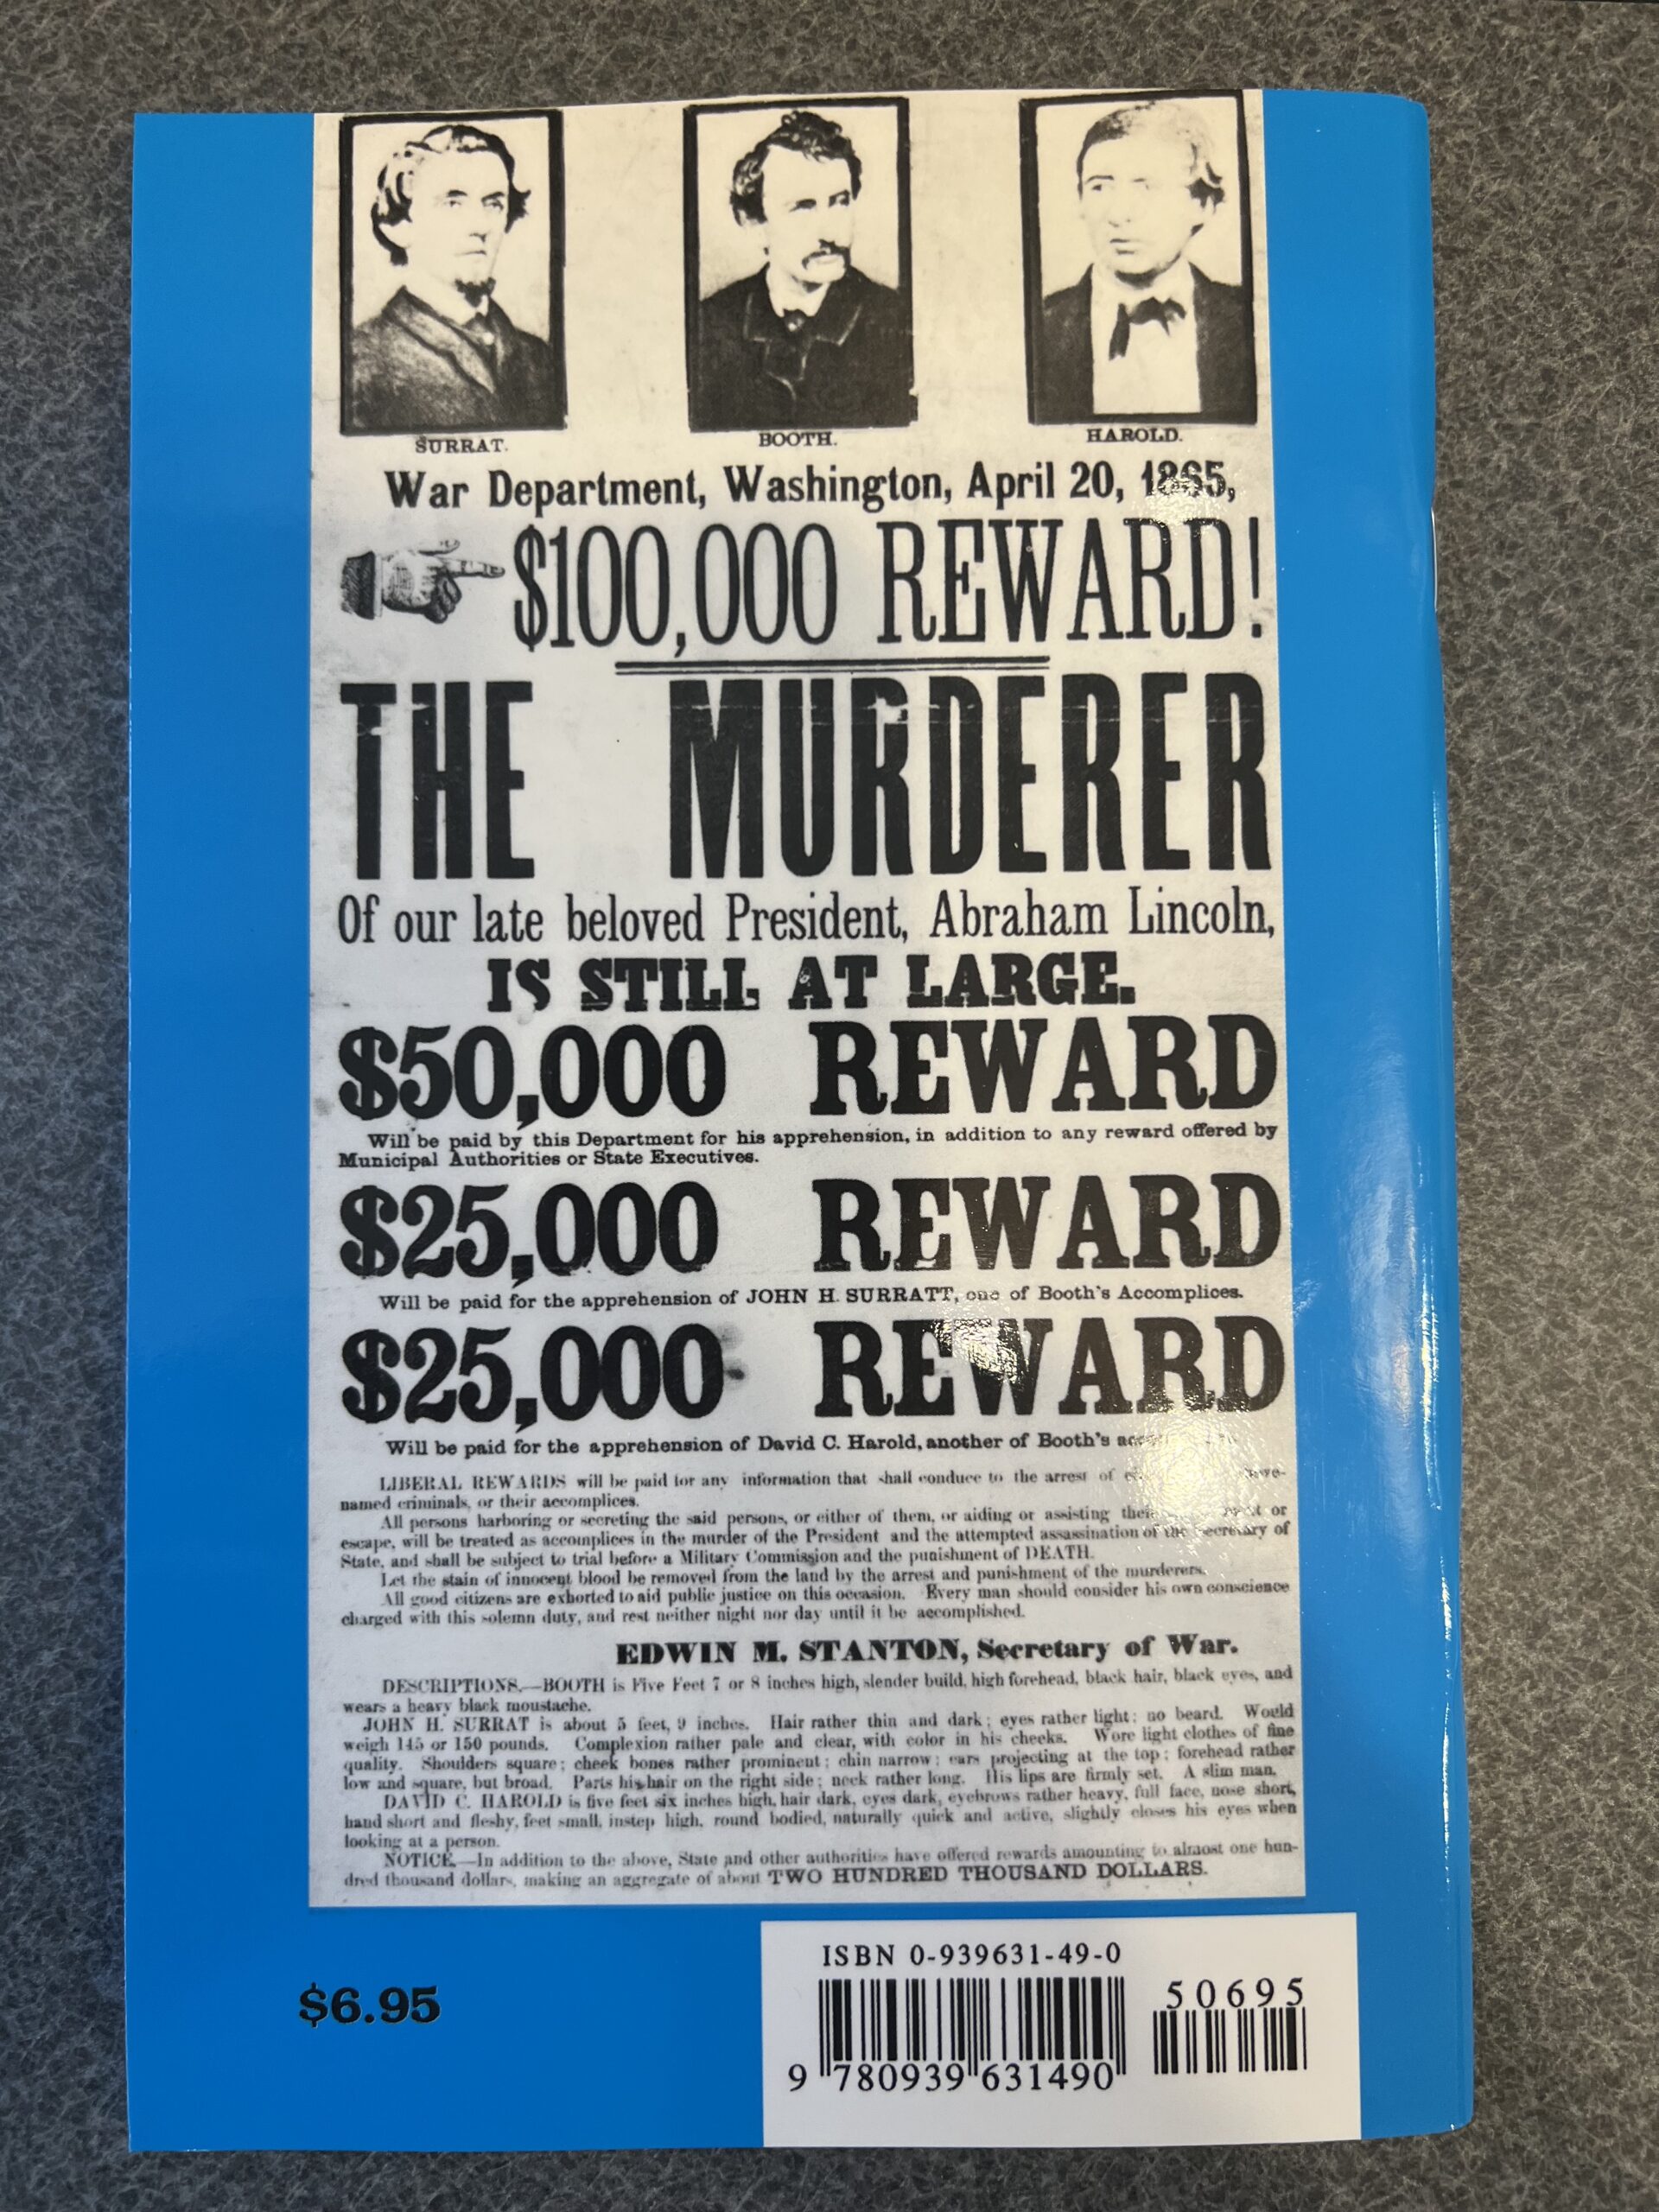 SURRAT.
BOOTH.
HAROLD.
War Department, Washington, April 20, 1865,
$100,000 REWARD!
THE MURDERER
Of our late beloved President, Abraham Lincoln,
IS STILL AT LARGE.
$50,000 REWARD
Will be paid by this Department for his apprehension, in addition to any reward offered by
Municipal Authorities or State Executives.
$25,000 REWARD
Will be paid for the apprehension of JOHN H. SURRATT, one of Booth's Accomplices.
$25,000 REWARD
Will be paid for the apprehension of David C. Harold, another of Booth's
LIBERAL REWARDS will be paid for any information that shall conduce to the arrest of
named criminals, or their accomplices.
All persons harboring or secreting the said persons, or either of them, or aiding or assisting their or
escape, will be treated as accomplices in the murder of the President and the attempted assassination of the Secretary of
State, and shall be subject to trial before a Military Commission and the punishment of DEATH.
Let the stain of innocent blood be removed from the land by the arrest and punishment of the murderers.
All good citizens are exhorted to aid public justice on this occasion. Every man should consider his own conscience
charged with this solemn duty, and rest neither night nor day until it be accomplished.
EDWIN M. STANTON, Secretary of War.
DESCRIPTIONS.—BOOTH is Five Feet 7 or 8 inches high, slender build, high forehead, black hair, black eyes, and
wears a heavy black moustache.
JOHN H. SURRAT is about 5 feet, 9 inches. Hair rather thin and dark; eyes rather light; no beard. Would
weigh 145 or 150 pounds. Complexion rather pale and clear, with color in his cheeks. Wore light clothes of fine
quality. Shoulders square; cheek bones rather prominent; chin narrow; ears projecting at the top; forehead rather
low and square, but broad. Parts his hair on the right side; neck rather long. His lips are firmly set. A slim man.
DAVID C. HAROLD is five feet six inches high, hair dark, eyes dark, eyebrows rather heavy, full face, nose short,
hand short and fleshy, feet small, instep high, round bodied, naturally quick and active, slightly closes his eyes when
looking at a person.
NOTICE.—In addition to the above, State and other authorities have offered rewards amounting to almost one hun-
dred thousand dollars, making an aggregate of about TWO HUNDRED THOUSAND DOLLARS.
$6.95
ISBN 0-939631-49-0
50695
9 780939 631490